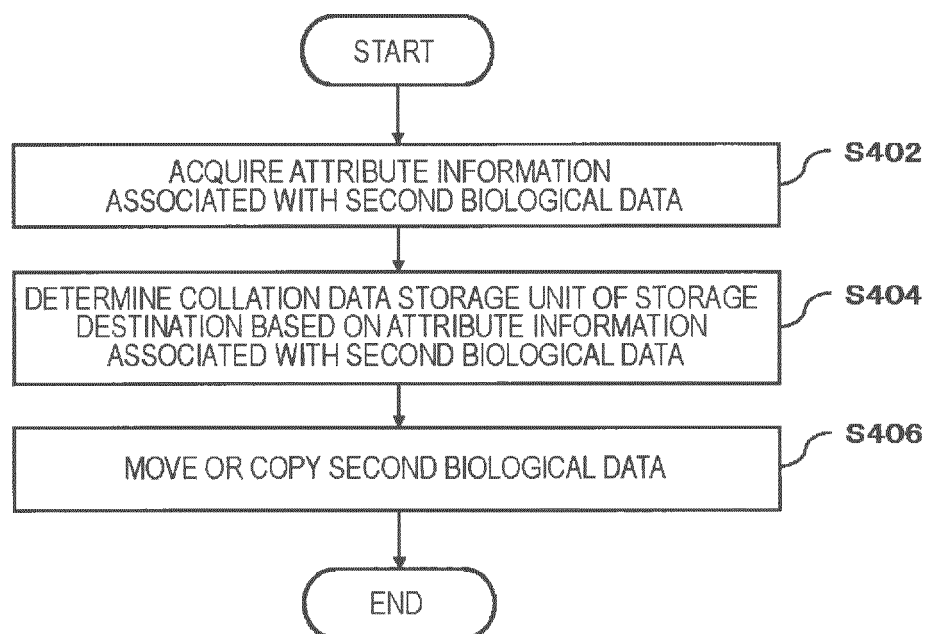 START
ACQUIRE ATTRIBUTE INFORMATION
ASSOCIATED WITH SECOND BIOLOGICAL DATA
S402
DETERMINE COLLATION DATA STORAGE UNIT OF STORAGE
DESTINATION BASED ON ATTRIBUTE INFORMATION
ASSOCIATED WITH SECOND BIOLOGICAL DATA
S404
MOVE OR COPY SECOND BIOLOGICAL DATA
S406
END